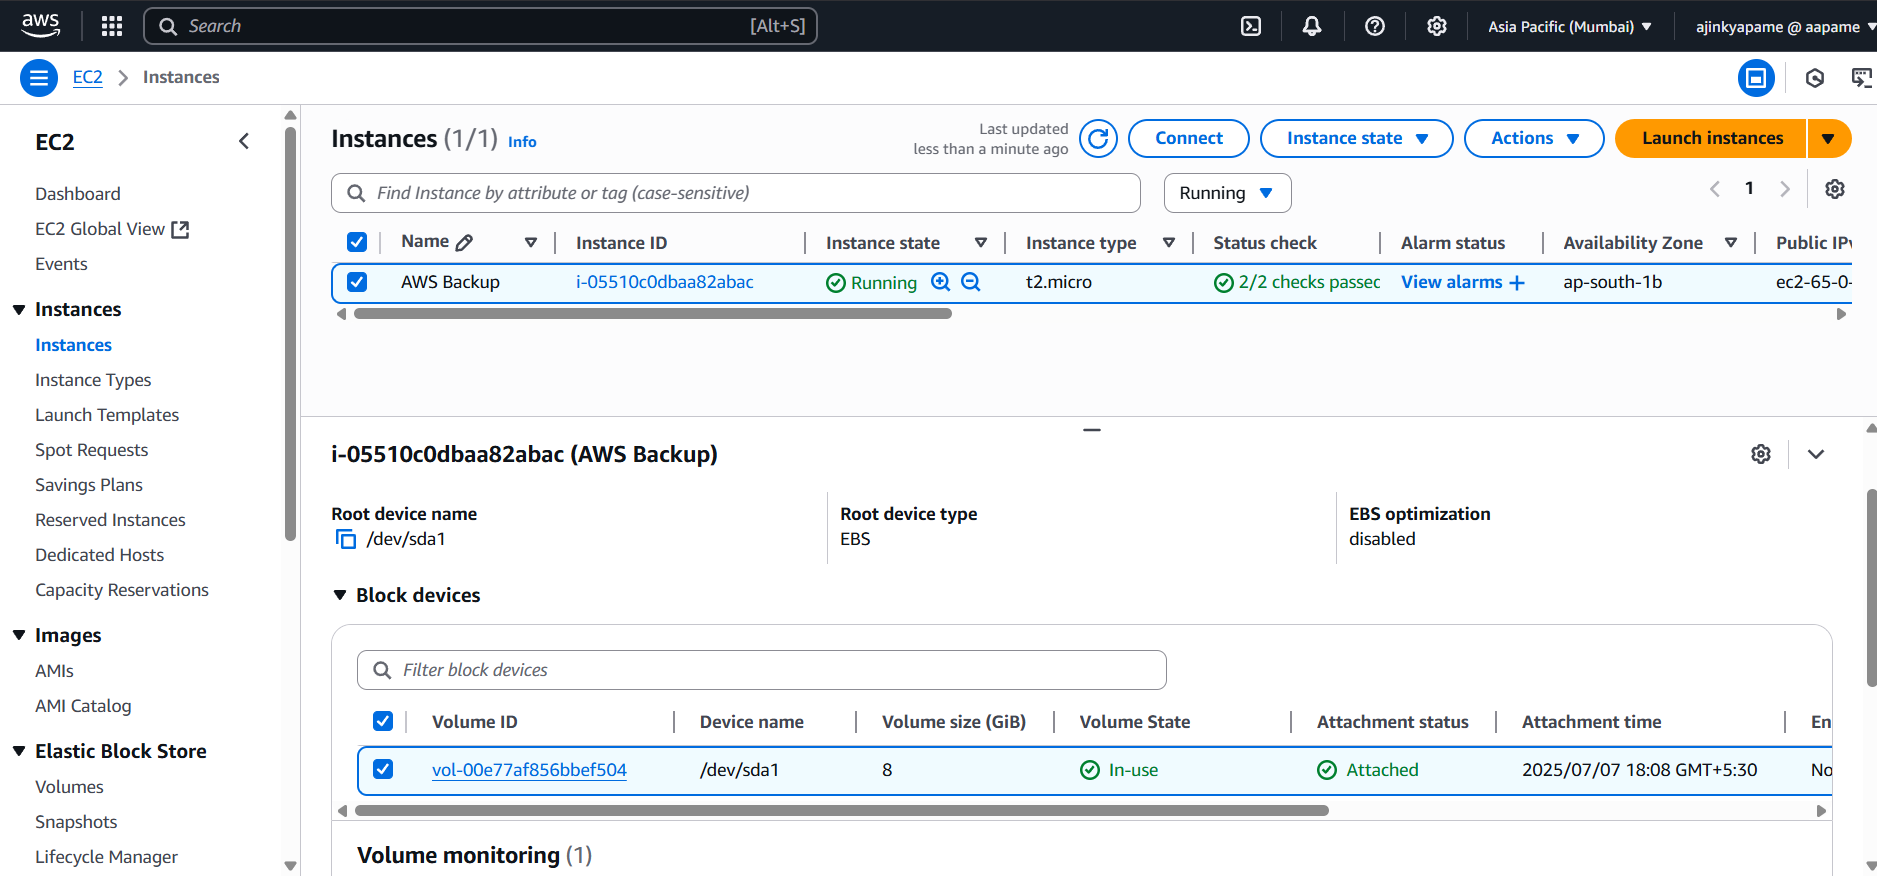 aws
Search [Alt+S]
Asia Pacific (Mumbai)
ajinkyapame @ aapame
EC2 > Instances
EC2
Dashboard
EC2 Global View
Events
Instances
Instances
Instance Types
Launch Templates
Spot Requests
Savings Plans
Reserved Instances
Dedicated Hosts
Capacity Reservations
Images
AMIs
AMI Catalog
Elastic Block Store
Volumes
Snapshots
Lifecycle Manager
Instances (1/1) Info
Last updated
less than a minute ago
Connect
Instance state
Actions
Launch instances
Find Instance by attribute or tag (case-sensitive)
Running
1
Name Instance ID Instance state Instance type Status check Alarm status Availability Zone Public IPv
AWS Backup i-05510c0dbaa82abac Running t2.micro 2/2 checks passed View alarms + ap-south-1b ec2-65-0-
i-05510c0dbaa82abac (AWS Backup)
Root device name
/dev/sda1
Root device type
EBS
EBS optimization
disabled
Block devices
Filter block devices
Volume ID Device name Volume size (GiB) Volume State Attachment status Attachment time En
vol-00e77af856bbef504 /dev/sda1 8 In-use Attached 2025/07/07 18:08 GMT+5:30 No
Volume monitoring (1)